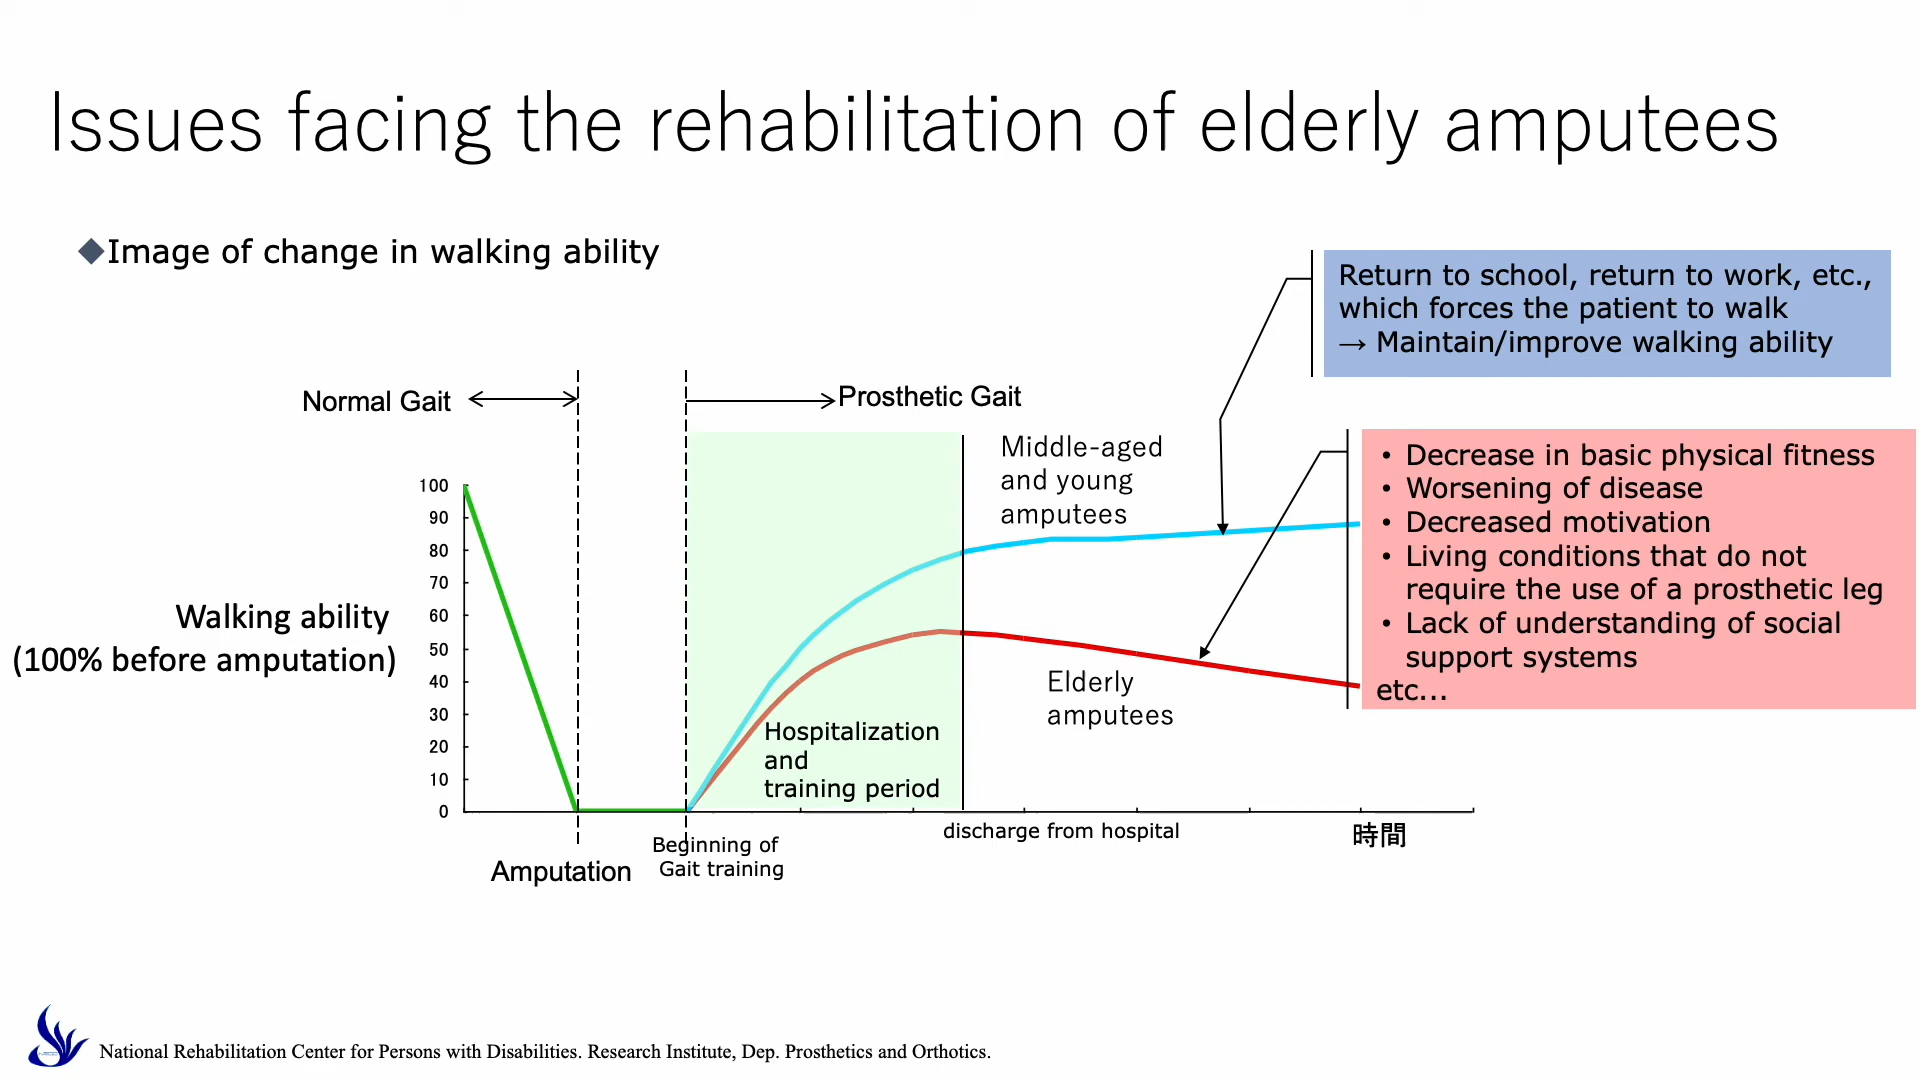 Issues facing the rehabilitation of elderly amputees
◆Image of change in walking ability
Return to school, return to work, etc.,
which forces the patient to walk
→ Maintain/improve walking ability
Normal Gait
Prosthetic Gait
Middle-aged
and young
amputees
• Decrease in basic physical fitness
• Worsening of disease
• Decreased motivation
• Living conditions that do not
require the use of a prosthetic leg
• Lack of understanding of social
support systems
etc...
100
90
80
70
60
50
40
30
20
10
0
Walking ability
(100% before amputation)
Elderly
amputees
Hospitalization
and
training period
Amputation
Beginning of
Gait training
discharge from hospital
時間
National Rehabilitation Center for Persons with Disabilities. Research Institute, Dep. Prosthetics and Orthotics.